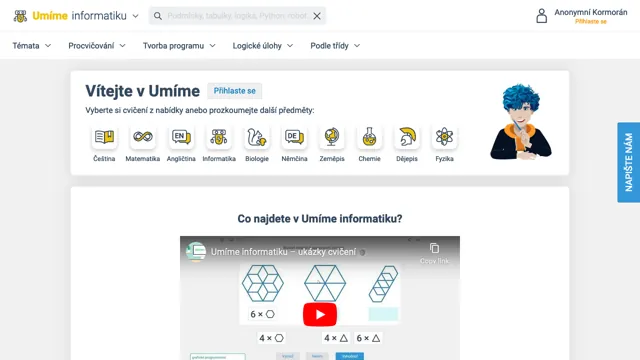 Umíme informatiku
Podmínky, tabulky, logika, Python, robot...
Anonymní Kormorán
Přihlaste se
Témata
Procvičování
Tvorba programu
Logické úlohy
Podle třídy
Vítejte v Umíme
Přihlaste se
Vyberte si cvičení z nabídky anebo prozkoumejte další předměty:
EN
DE
Čeština
Matematika
Angličtina
Informatika
Biologie
Němčina
Zeměpis
Chemie
Dějepis
Fyzika
NAPIŠTE NÁM
Co najdete v Umíme informatiku?
Umíme informatiku – ukázky cvičení
Copy link
6 ×
4 ×
4 ×
6 ×